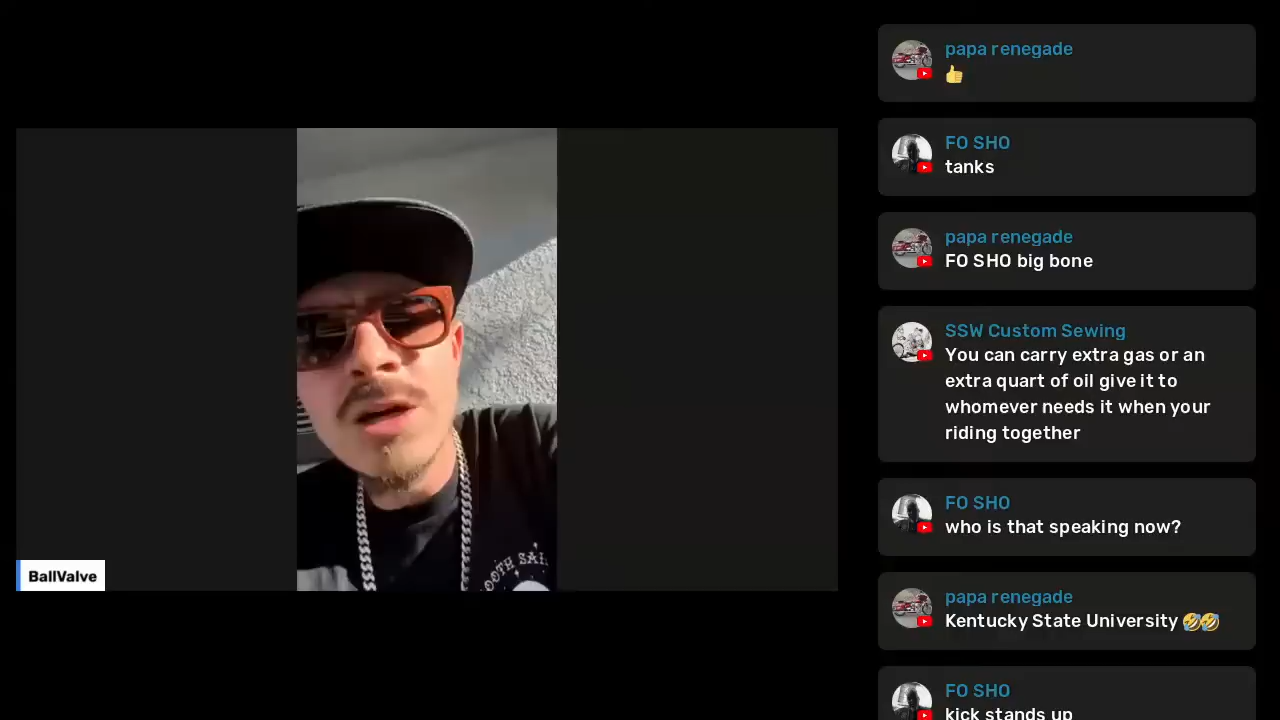 papa renegade
👍
FO SHO
tanks
papa renegade
FO SHO big bone
SSW Custom Sewing
You can carry extra gas or an
extra quart of oil give it to
whomever needs it when your
riding together
FO SHO
who is that speaking now?
papa renegade
Kentucky State University 🤣🤣
FO SHO
kick stands up
BallValve